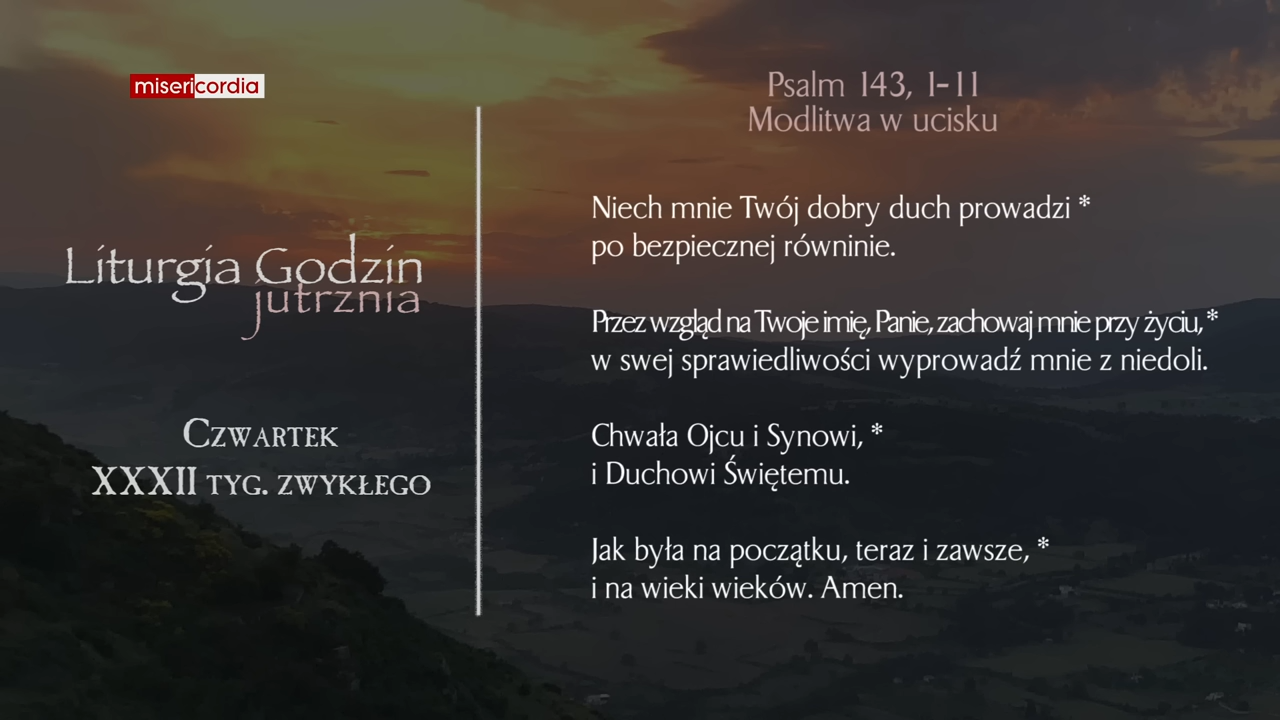 misericordia
Liturgia Godzin
jutrznia
Czwartek
XXXII tyg. zwykłego
Psalm 143, 1-11
Modlitwa w ucisku
Niech mnie Twój dobry duch prowadzi *
po bezpiecznej równinie.
Przez wzgląd na Twoje imię, Panie, zachowaj mnie przy życiu, *
w swej sprawiedliwości wyprowadź mnie z niedoli.
Chwała Ojcu i Synowi, *
i Duchowi Świętemu.
Jak była na początku, teraz i zawsze, *
i na wieki wieków. Amen.